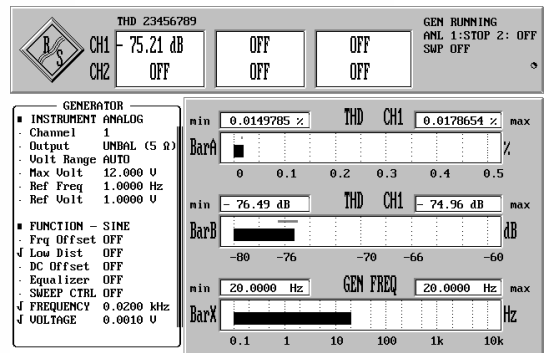 THD 23456789
R S
CH1 - 75.21 dB OFF OFF
CH2 OFF OFF OFF
GEN RUNNING
ANL 1:STOP 2: OFF
SWP OFF
GENERATOR
INSTRUMENT ANALOG
Channel 1
Output UNBAL (5 Ω)
Volt Range AUTO
Max Volt 12.000 V
Ref Freq 1.0000 Hz
Ref Volt 1.0000 V
FUNCTION - SINE
Frq Offset OFF
√ Low Dist OFF
DC Offset OFF
Equalizer OFF
SWEEP CTRL OFF
√ FREQUENCY 0.0200 kHz
√ VOLTAGE 0.0010 V
min 0.0149785 % THD CH1 0.0178654 % max
BarA %
0 0.1 0.2 0.3 0.4 0.5
min - 76.49 dB THD CH1 - 74.96 dB max
BarB dB
-80 -76 -70 -66 -60
min 20.0000 Hz GEN FREQ 20.0000 Hz max
BarX Hz
0.1 1 10 100 1k 10k